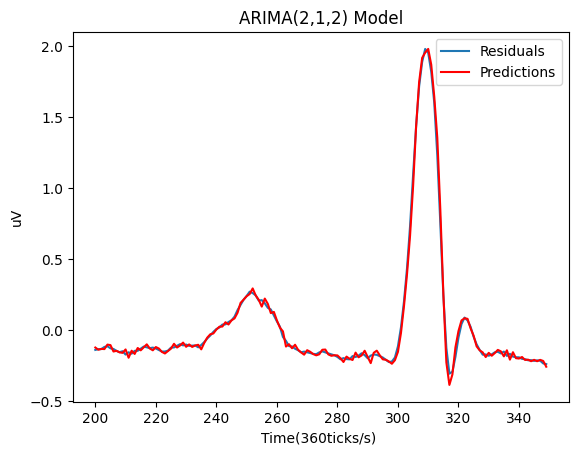 ARIMA(2,1,2) Model
Residuals
Predictions
uV
2.0
1.5
1.0
0.5
0.0
−0.5
200 220 240 260 280 300 320 340
Time(360ticks/s)